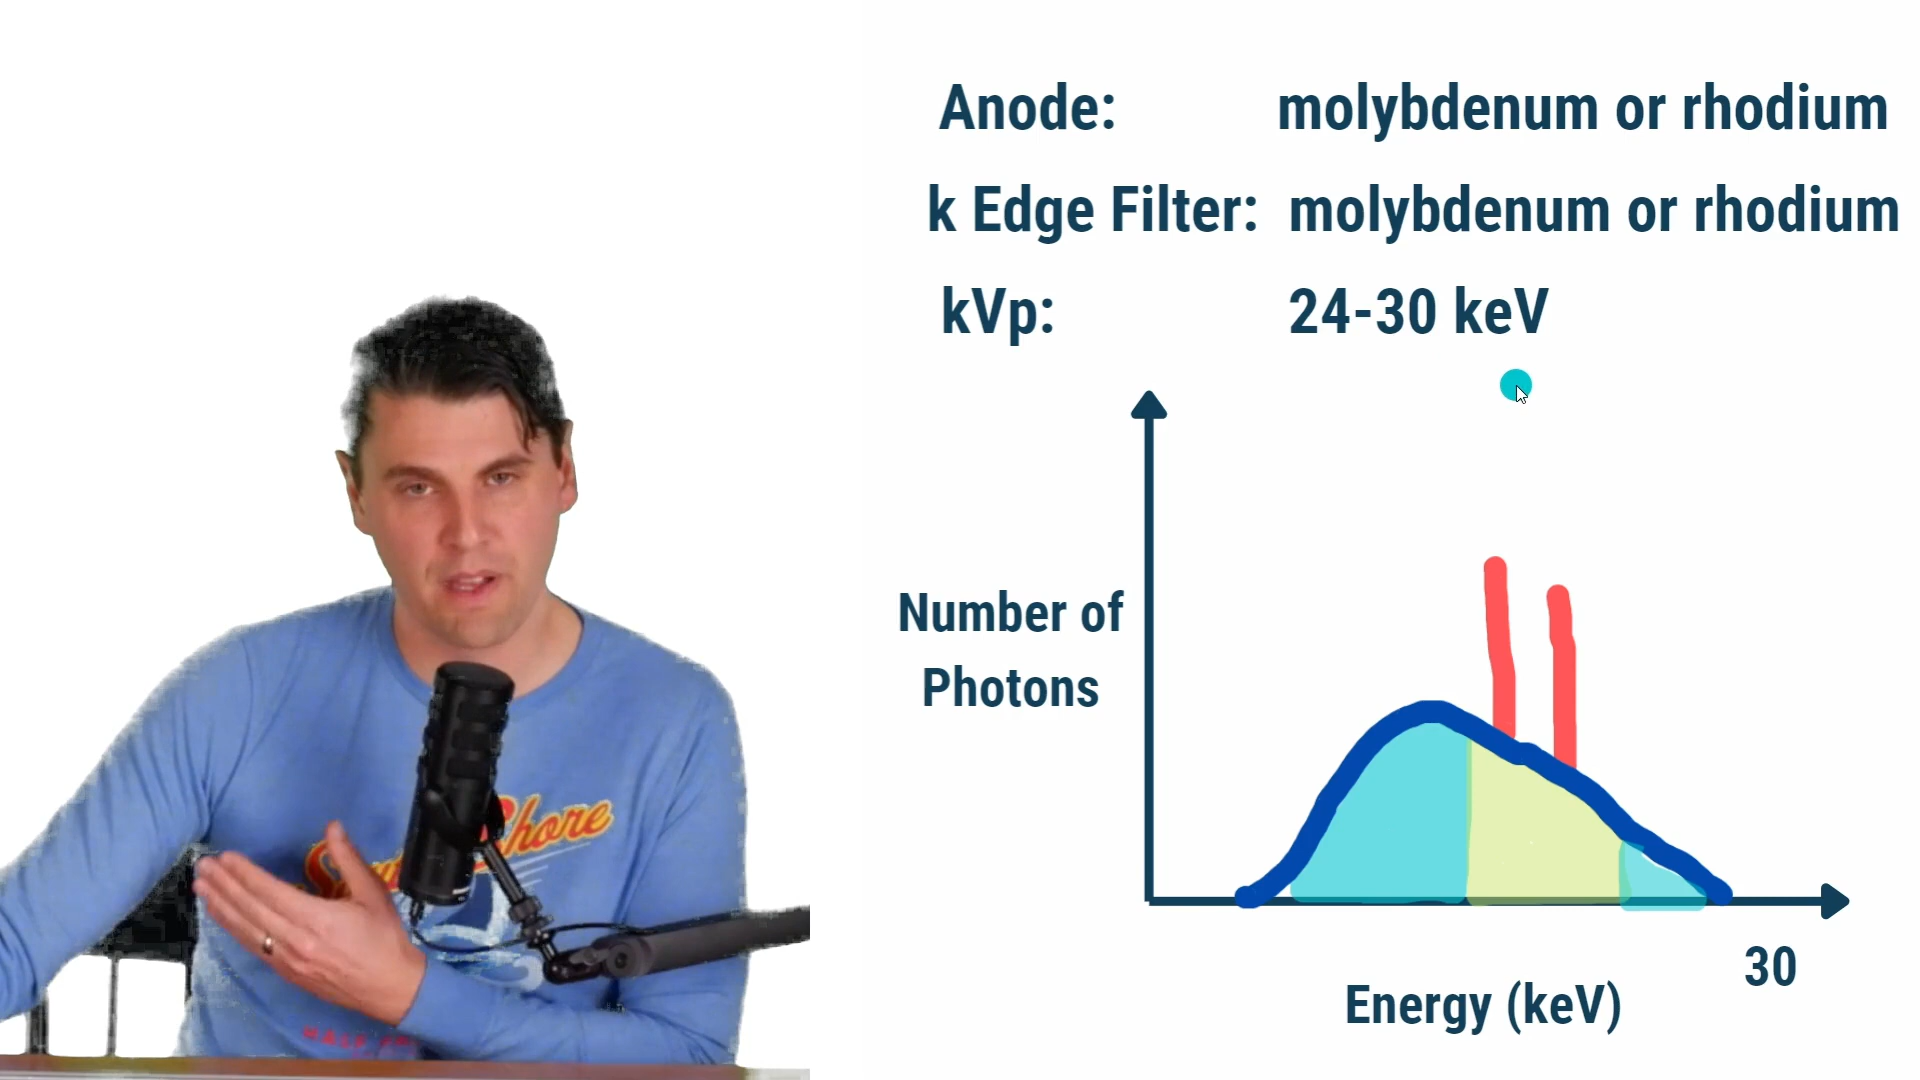 Anode: molybdenum or rhodium
k Edge Filter: molybdenum or rhodium
kVp: 24-30 keV
Number of
Photons
30
Energy (keV)